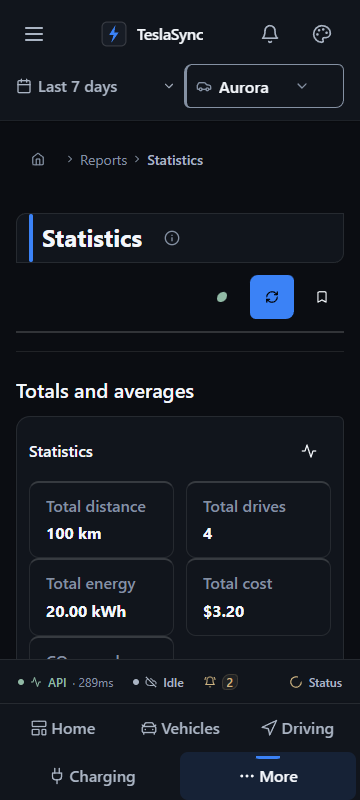 TeslaSync
Last 7 days
Aurora
Reports
Statistics
Statistics
Totals and averages
Statistics
Total distance
100 km
Total drives
4
Total energy
20.00 kWh
Total cost
$3.20
API · 289ms
Idle
2
Status
Home
Vehicles
Driving
Charging
More